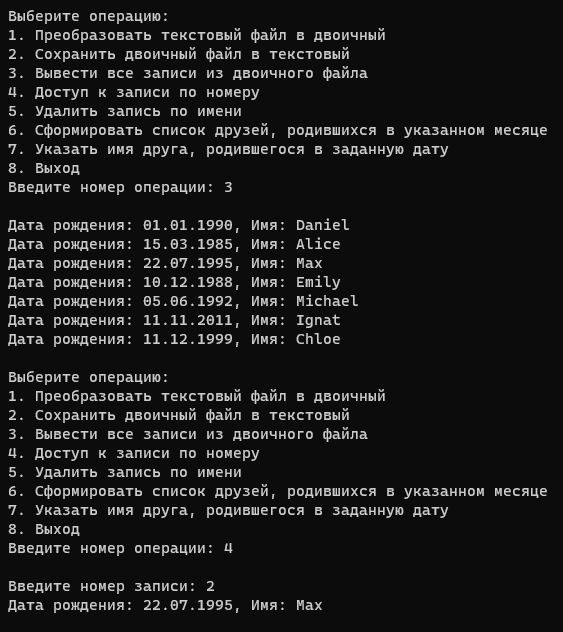 Выберите операцию:
1. Преобразовать текстовый файл в двоичный
2. Сохранить двоичный файл в текстовый
3. Вывести все записи из двоичного файла
4. Доступ к записи по номеру
5. Удалить запись по имени
6. Сформировать список друзей, родившихся в указанном месяце
7. Указать имя друга, родившегося в заданную дату
8. Выход
Введите номер операции: 3
Дата рождения: 01.01.1990, Имя: Daniel
Дата рождения: 15.03.1985, Имя: Alice
Дата рождения: 22.07.1995, Имя: Max
Дата рождения: 10.12.1988, Имя: Emily
Дата рождения: 05.06.1992, Имя: Michael
Дата рождения: 11.11.2011, Имя: Ignat
Дата рождения: 11.12.1999, Имя: Chloe
Выберите операцию:
1. Преобразовать текстовый файл в двоичный
2. Сохранить двоичный файл в текстовый
3. Вывести все записи из двоичного файла
4. Доступ к записи по номеру
5. Удалить запись по имени
6. Сформировать список друзей, родившихся в указанном месяце
7. Указать имя друга, родившегося в заданную дату
8. Выход
Введите номер операции: 4
Введите номер записи: 2
Дата рождения: 22.07.1995, Имя: Max